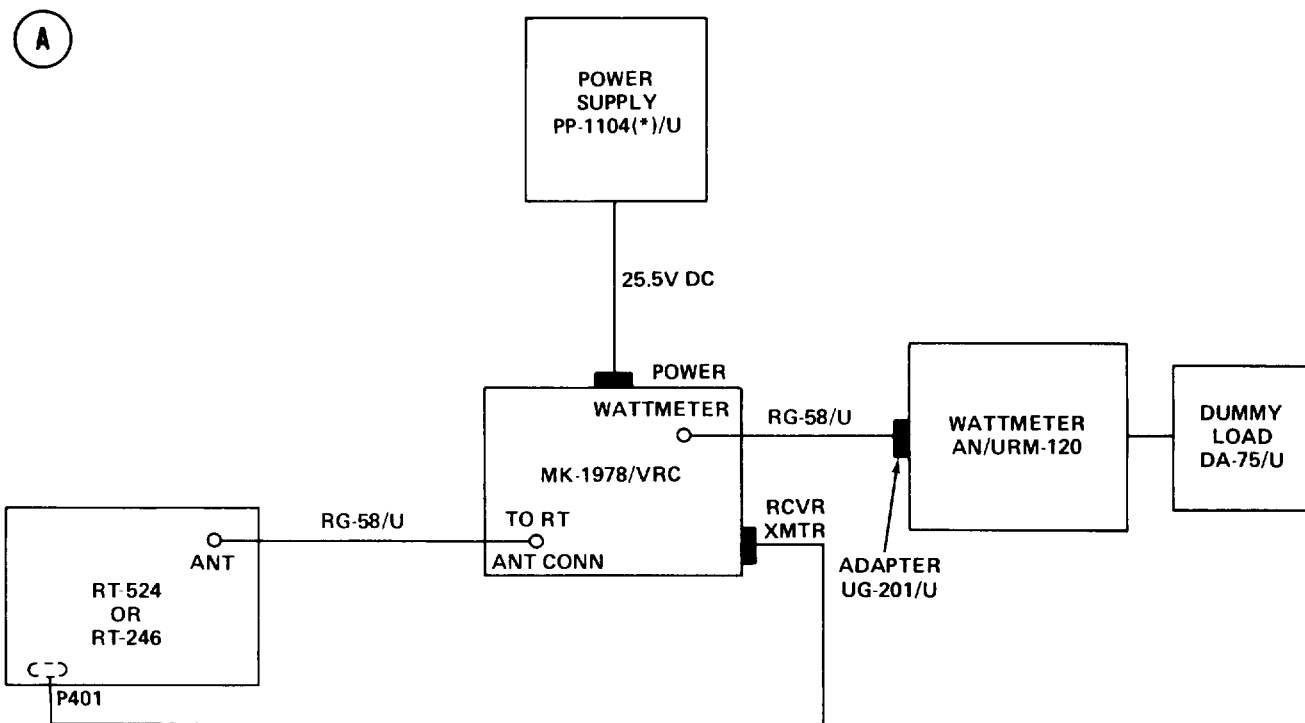 A
POWER
SUPPLY
PP-1104(*)/U
25.5V DC
POWER
WATTMETER
RG-58/U
WATTMETER
AN/URM-120
DUMMY
LOAD
DA-75/U
MK-1978/VRC
RG-58/U
TO RT
ANT CONN
RCVR
XMTR
ADAPTER
UG-201/U
ANT
RT-524
OR
RT-246
P401